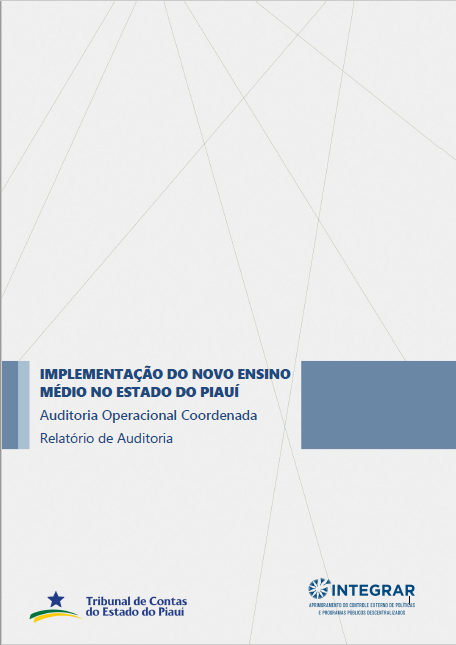 IMPLEMENTAÇÃO DO NOVO ENSINO
MÉDIO NO ESTADO DO PIAUÍ
Auditoria Operacional Coordenada
Relatório de Auditoria
Tribunal de Contas
do Estado do Piauí
INTEGRAR
APRIMORAMENTO DO CONTROLE EXTERNO DE POLÍTICAS
E PROGRAMAS PÚBLICOS DESCENTRALIZADOS